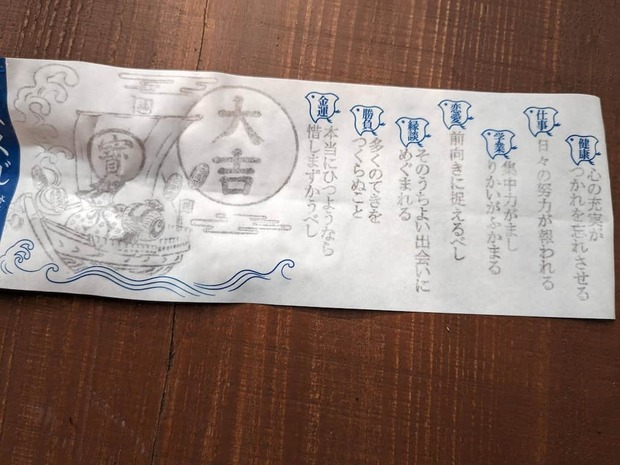 健康
心の充実が
つかれを忘れさせる
仕事
日々の努力が報われる
学業
集中力がまし
りかいがふかまる
恋愛
前向きに捉えるべし
縁談
そのうちよい出会いに
めぐまれる
勝負
多くのてきを
つくらぬこと
金運
本当にひつようなら
惜しまずかうべし
大吉
寶